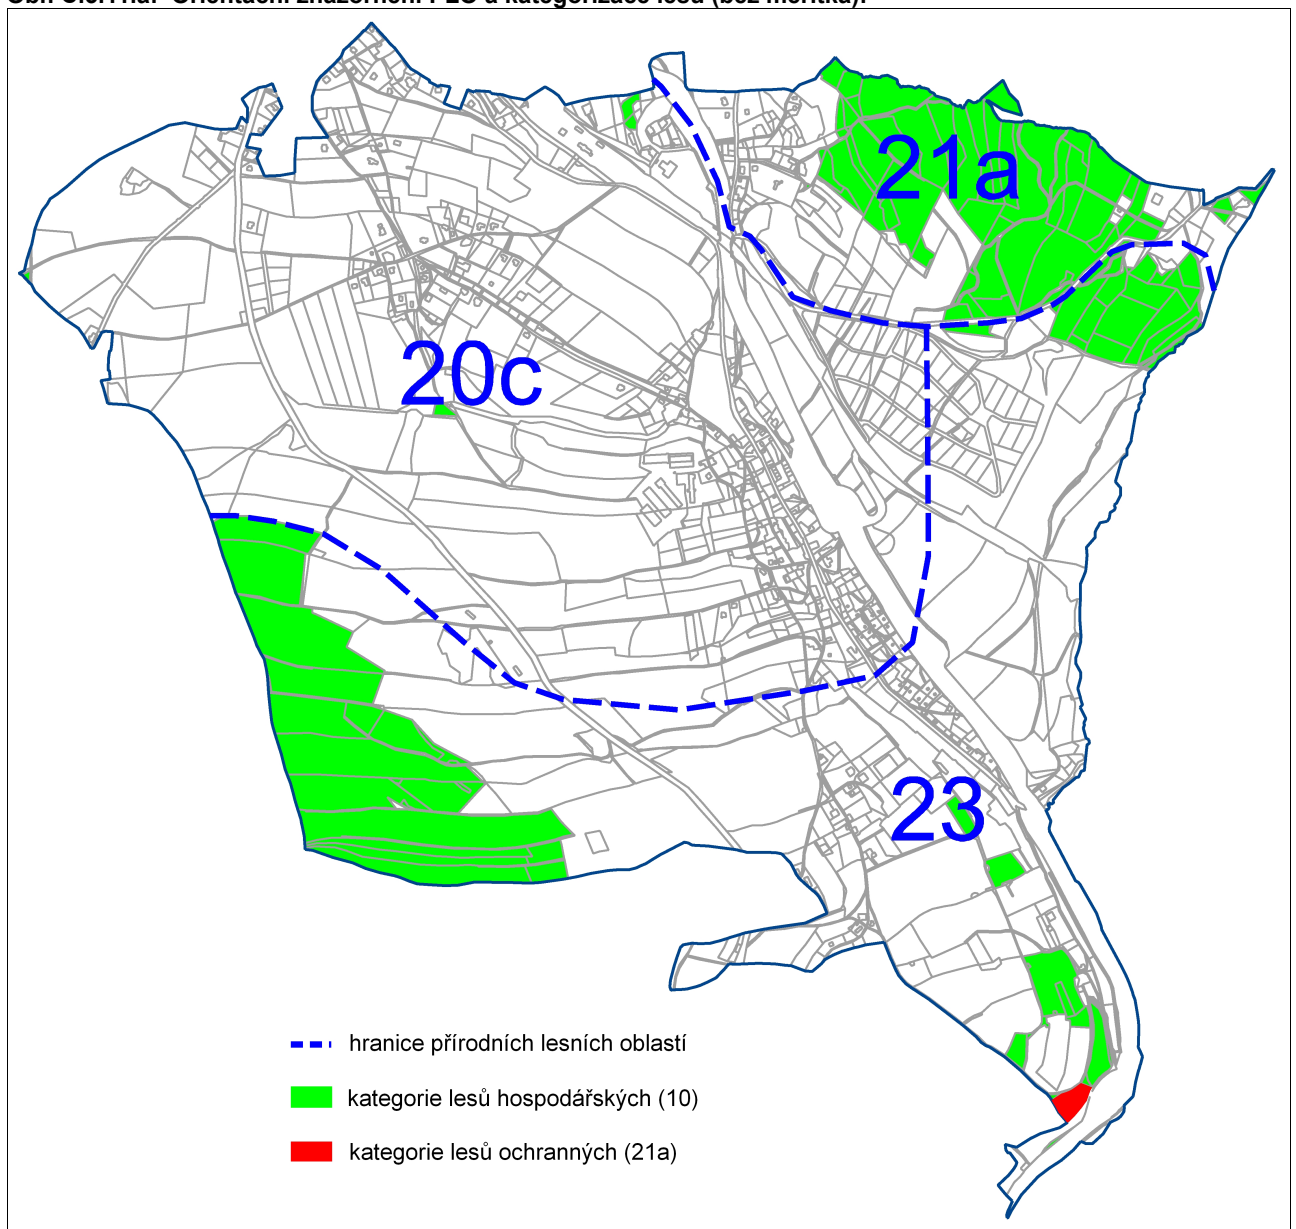 21a
20c
23
hranice přírodních lesních oblastí
kategorie lesů hospodářských (10)
kategorie lesů ochranných (21a)